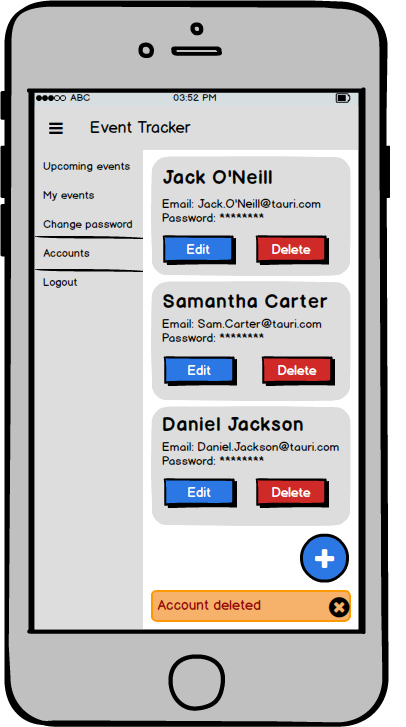 ABC 03:52 PM
Event Tracker
Upcoming events
My events
Change password
Accounts
Logout
Jack O'Neill
Email: Jack.O'Neill@tauri.com
Password: ********
Edit Delete
Samantha Carter
Email: Sam.Carter@tauri.com
Password: ********
Edit Delete
Daniel Jackson
Email: Daniel.Jackson@tauri.com
Password: ********
Edit Delete
Account deleted